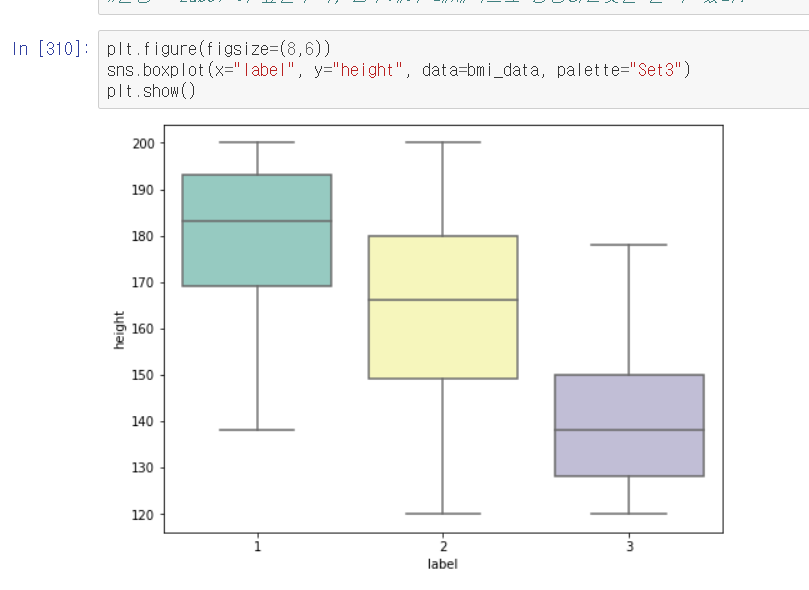 In [310]:
plt.figure(figsize=(8,6))
sns.boxplot(x="label", y="height", data=bmi_data, palette="Set3")
plt.show()
200
190
180
170
160
150
140
130
120
height
1 2 3
label